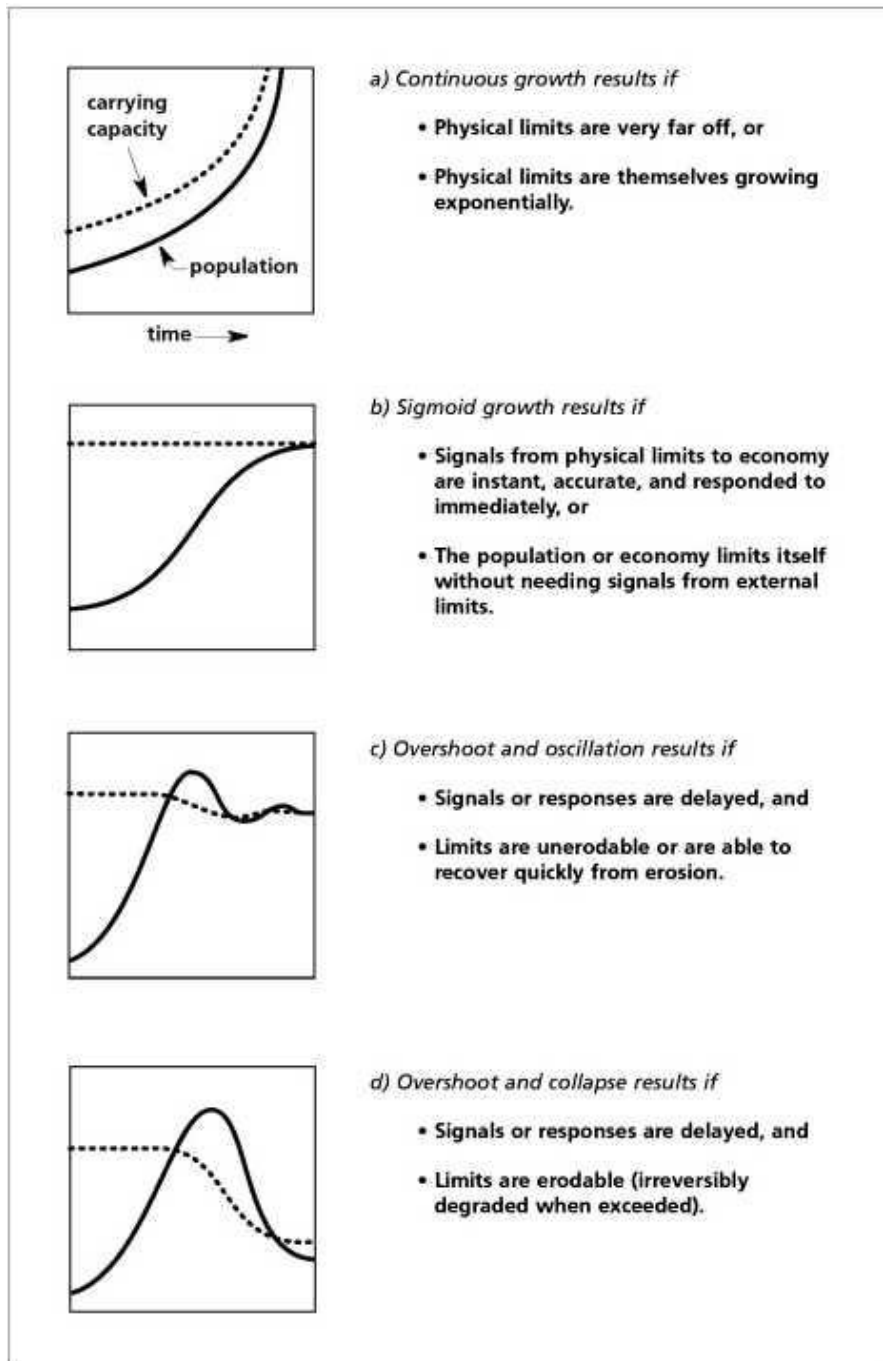 carrying
capacity
population
time
a) Continuous growth results if
• Physical limits are very far off, or
• Physical limits are themselves growing
exponentially.
b) Sigmoid growth results if
• Signals from physical limits to economy
are instant, accurate, and responded to
immediately, or
• The population or economy limits itself
without needing signals from external
limits.
c) Overshoot and oscillation results if
• Signals or responses are delayed, and
• Limits are unerodable or are able to
recover quickly from erosion.
d) Overshoot and collapse results if
• Signals or responses are delayed, and
• Limits are erodable (irreversibly
degraded when exceeded).